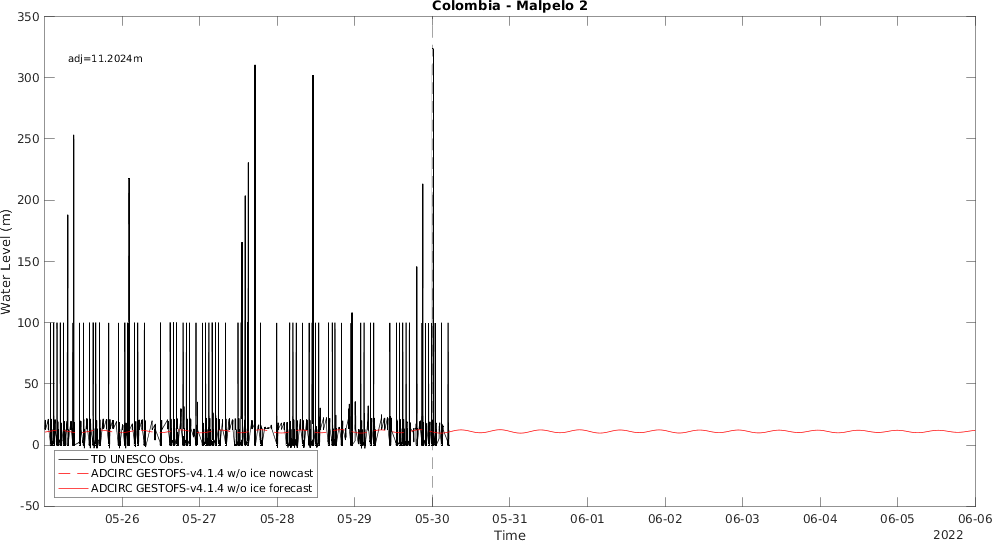 Colombia - Malpelo 2
350
300
250
200
150
100
50
0
-50
Water Level (m)
adj=11.2024m
TD UNESCO Obs.
ADCIRC GESTOFS-v4.1.4 w/o ice nowcast
ADCIRC GESTOFS-v4.1.4 w/o ice forecast
05-26 05-27 05-28 05-29 05-30 05-31 06-01 06-02 06-03 06-04 06-05 06-06
Time
2022